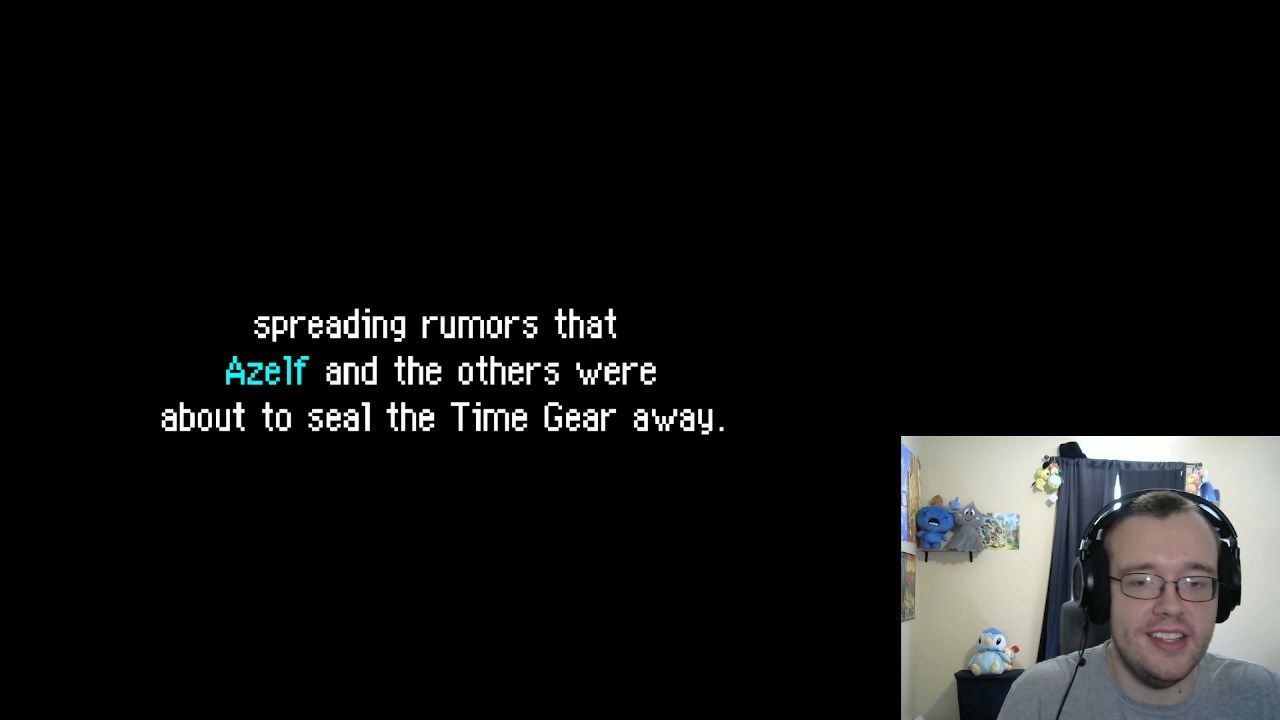 spreading rumors that
Azelf and the others were
about to seal the Time Gear away.